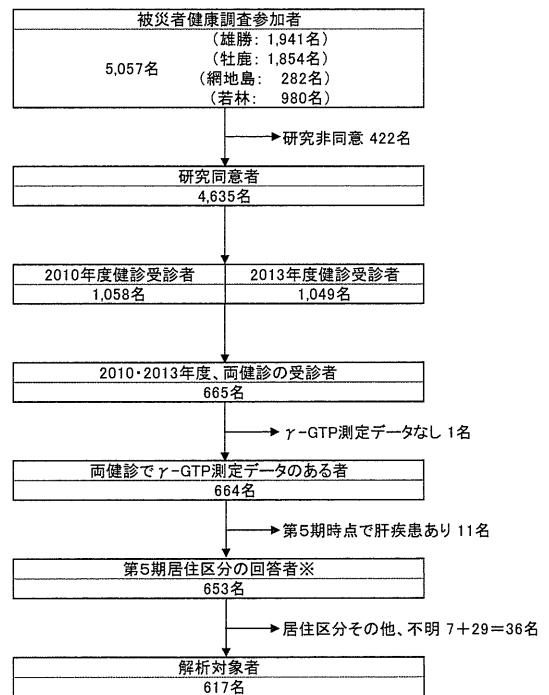 被災者健康調査参加者
5,057名
（雄勝： 1,941名）
（牡鹿： 1,854名）
（網地島： 282名）
（若林： 980名）
研究非同意 422名
研究同意者
4,635名
2010年度健診受診者 2013年度健診受診者
1,058名 1,049名
2010・2013年度、両健診の受診者
665名
γ-GTP測定データなし 1名
両健診でγ-GTP測定データのある者
664名
第5期時点で肝疾患あり 11名
第5期居住区分の回答者※
653名
居住区分その他、不明 7＋29＝36名
解析対象者
617名